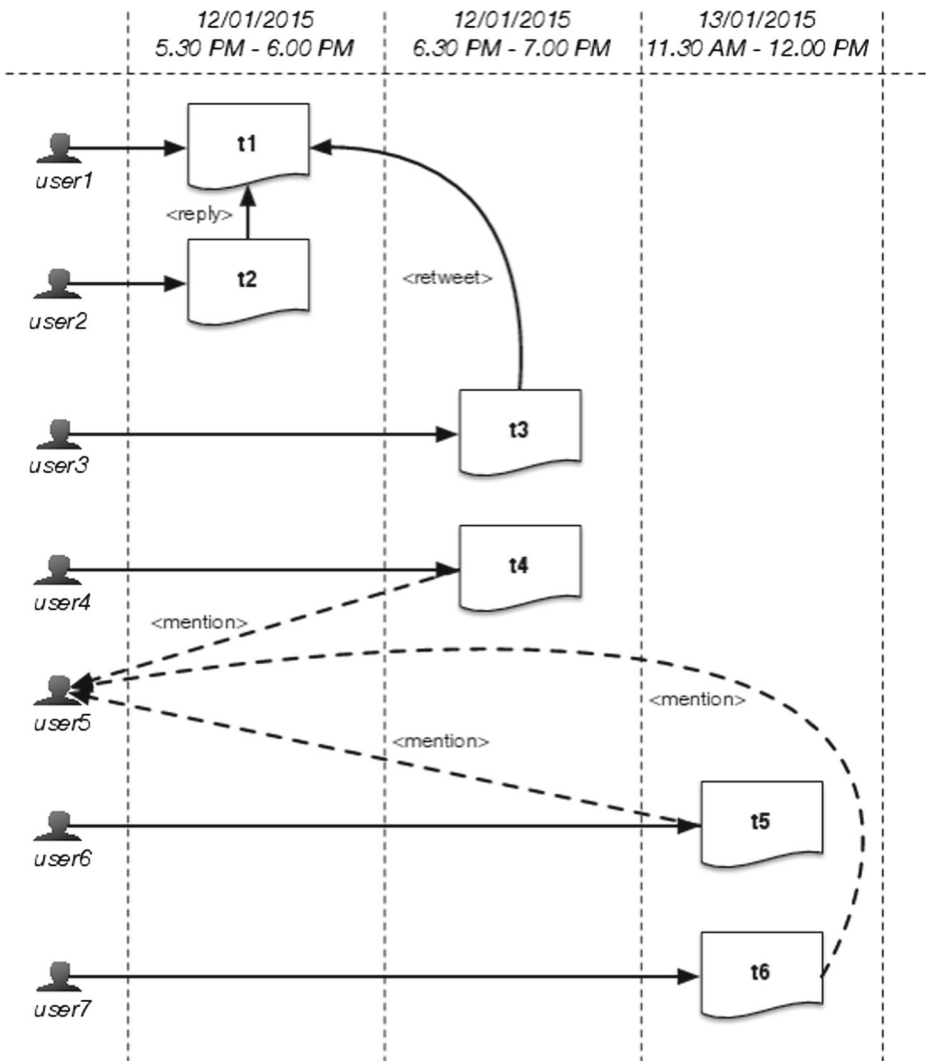 12/01/2015
5.30 PM - 6.00 PM
12/01/2015
6.30 PM - 7.00 PM
13/01/2015
11.30 AM - 12.00 PM
t1
user1
<reply>
t2
user2
<retweet>
t3
user3
t4
user4
<mention>
user5
<mention>
<mention>
t5
user6
t6
user7